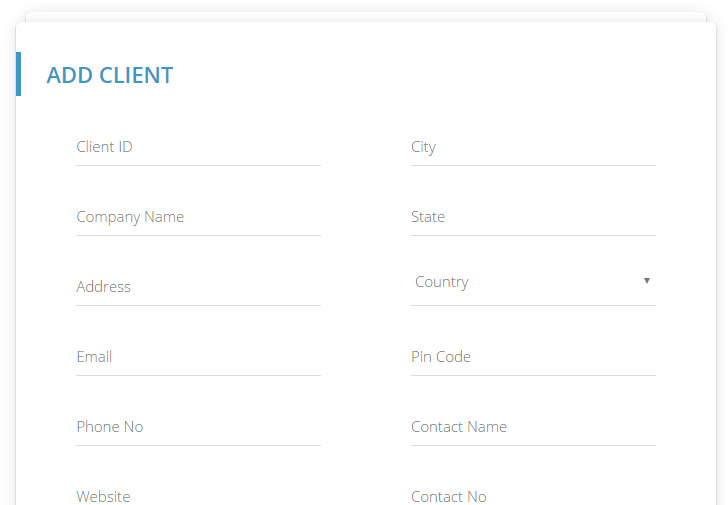 ADD CLIENT
Client ID
City
Company Name
State
Address
Country
Email
Pin Code
Phone No
Contact Name
Website
Contact No